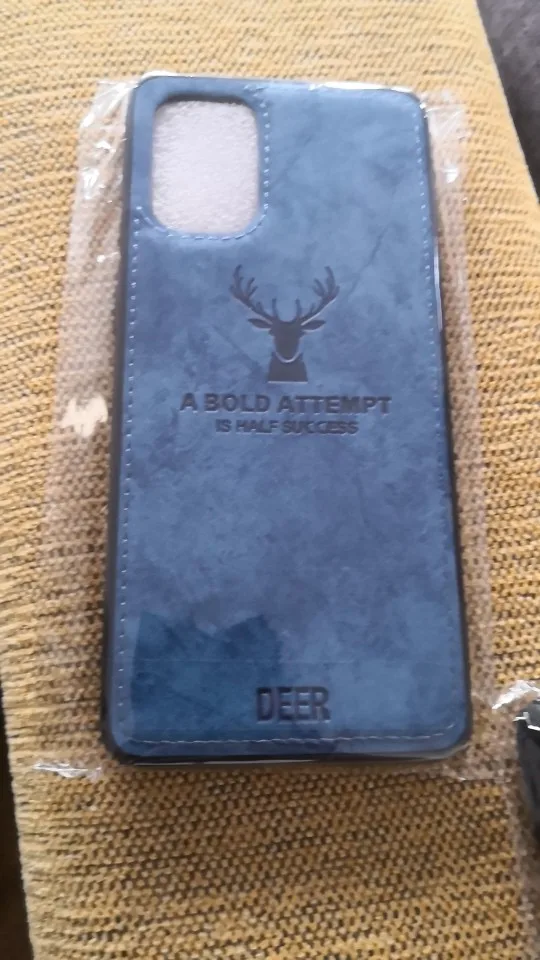 A BOLD ATTEMPT
IS HALF SUCCESS
DEER